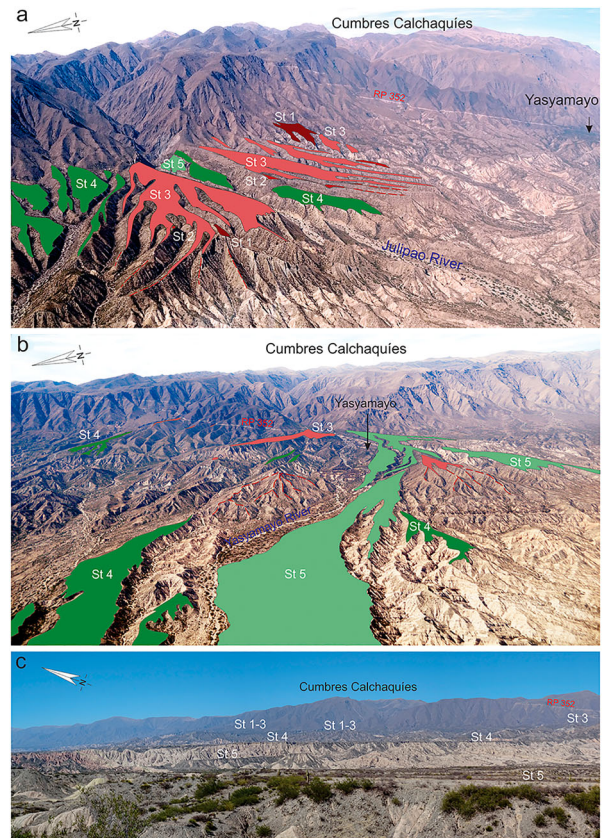 a
N
Cumbres Calchaquíes
RP 352
Yasyamayo
St 1
St 3
St 5
St 3
St 4
St 2
St 4
St 3
St 2
St 1
Julipao River
b
N
Cumbres Calchaquíes
Yasyamayo
RP 352
St 3
St 4
St 5
Yasyamayo River
St 4
St 4
St 5
c
N
Cumbres Calchaquíes
RP 352
St 1-3
St 1-3
St 3
St 4
St 4
St 5
St 5